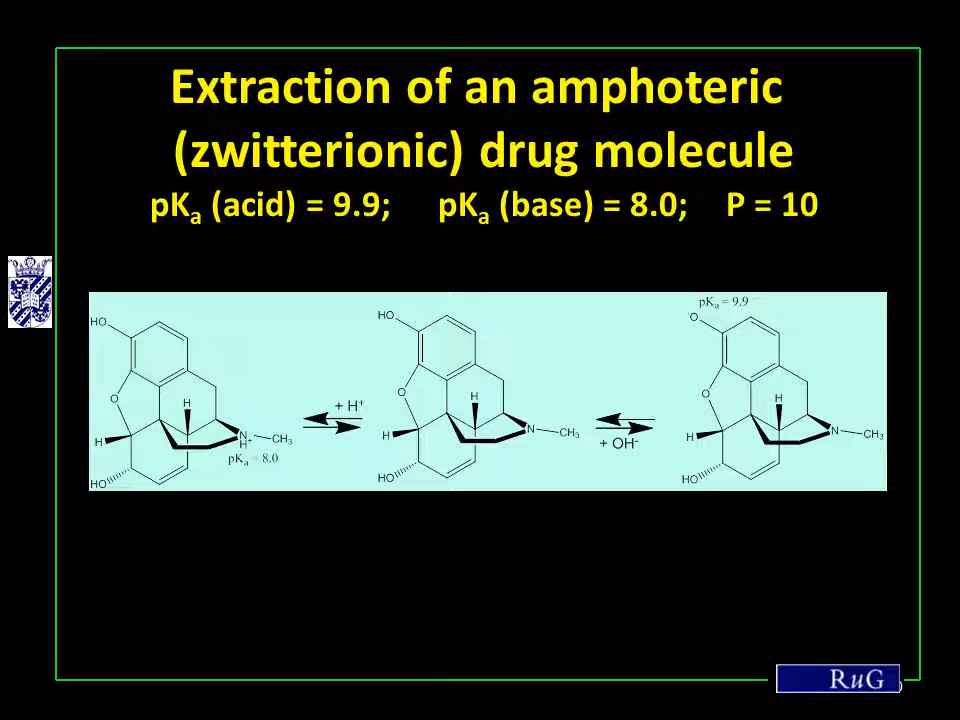 Extraction of an amphoteric
(zwitterionic) drug molecule
pKa (acid) = 9.9; pKa (base) = 8.0; P = 10
HO
O
H
H
N
H+
CH3
pKa = 8.0
HO
+ H+
HO
O
H
H
N
CH3
HO
+ OH-
pKa = 9.9
O
O
H
H
N
CH3
HO
RuG